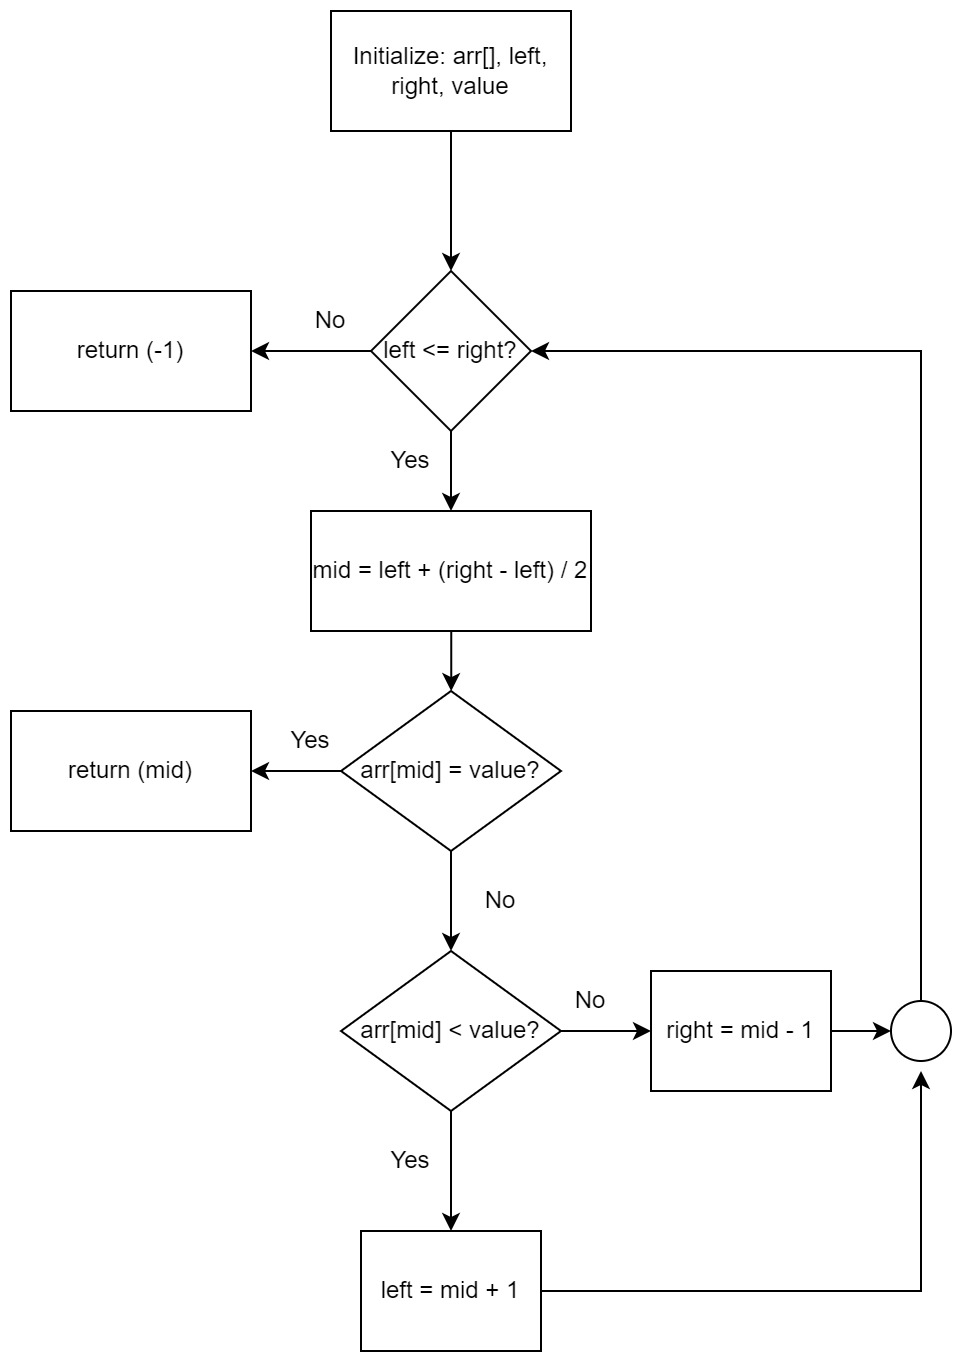 Initialize: arr[], left,
right, value
No
return (-1)
left <= right?
Yes
mid = left + (right - left) / 2
Yes
return (mid)
arr[mid] = value?
No
No
arr[mid] < value?
right = mid - 1
Yes
left = mid + 1